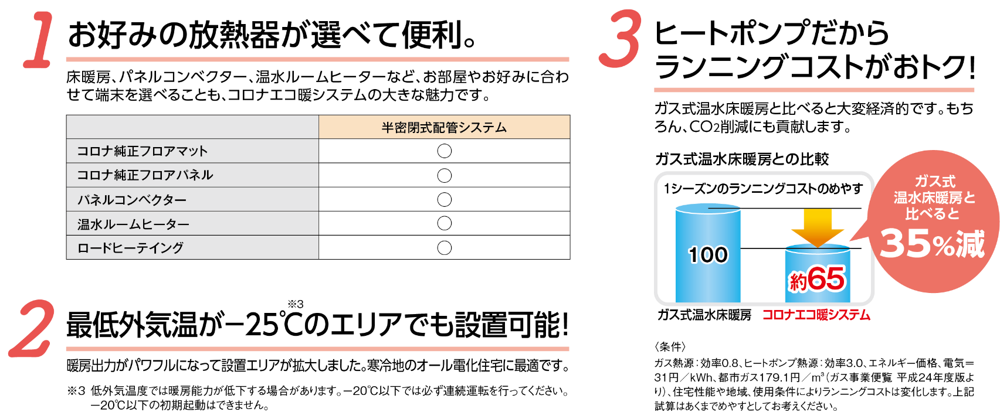 1
お好みの放熱器が選べて便利。
床暖房、パネルコンベクター、温水ルームヒーターなど、お部屋やお好みに合わ
せて端末を選べることも、コロナエコ暖システムの大きな魅力です。
半密閉式配管システム
コロナ純正フロアマット ○
コロナ純正フロアパネル ○
パネルコンベクター ○
温水ルームヒーター ○
ロードヒーテイング ○
2
最低外気温が−25℃※3のエリアでも設置可能!
暖房出力がパワフルになって設置エリアが拡大しました。寒冷地のオール電化住宅に最適です。
※3 低外気温度では暖房能力が低下する場合があります。−20℃以下では必ず連続運転を行ってください。
−20℃以下の初期起動はできません。
3
ヒートポンプだから
ランニングコストがおトク!
ガス式温水床暖房と比べると大変経済的です。もち
ろん、CO2削減にも貢献します。
ガス式温水床暖房との比較
1シーズンのランニングコストのめやす
100
約65
ガス式温水床暖房
コロナエコ暖システム
ガス式
温水床暖房と
比べると
35%減
〈条件〉
ガス熱源：効率0.8、ヒートポンプ熱源：効率3.0、エネルギー価格、電気＝
31円／kWh、都市ガス179.1円／m³（ガス事業便覧 平成24年度版よ
り）、住宅性能や地域、使用条件によりランニングコストは変化します。上記
試算はあくまでめやすとしてお考えください。